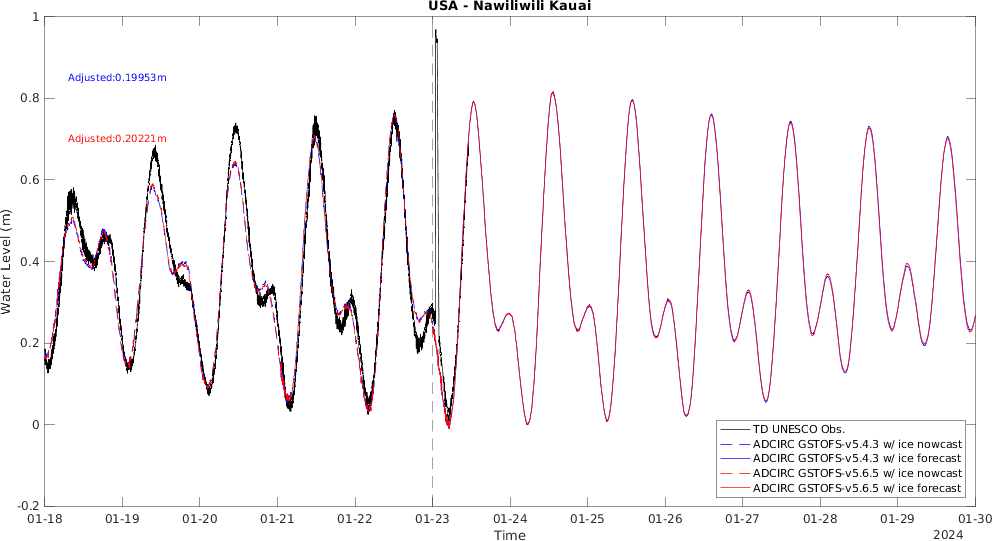 USA - Nawiliwili Kauai
1
0.8
0.6
0.4
0.2
0
-0.2
Water Level (m)
Adjusted:0.19953m
Adjusted:0.20221m
TD UNESCO Obs.
ADCIRC GSTOFS-v5.4.3 w/ ice nowcast
ADCIRC GSTOFS-v5.4.3 w/ ice forecast
ADCIRC GSTOFS-v5.6.5 w/ ice nowcast
ADCIRC GSTOFS-v5.6.5 w/ ice forecast
01-18 01-19 01-20 01-21 01-22 01-23 01-24 01-25 01-26 01-27 01-28 01-29 01-30
Time
2024